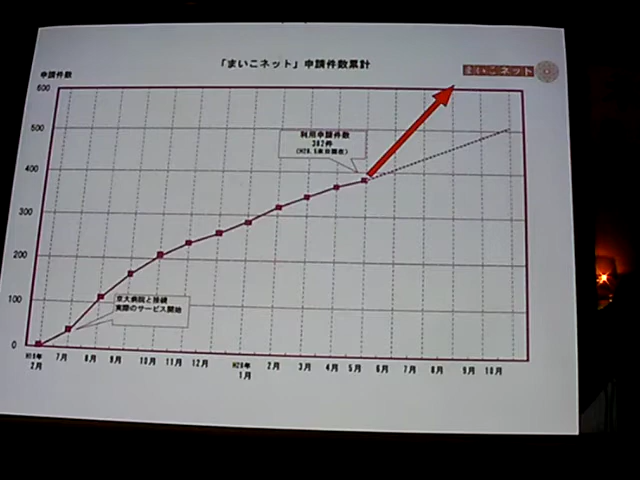 「まいこネット」申請件数累計
まいこネット
申請件数
600
500
400
300
200
100
0
利用申請件数
382件
京大病院と接続
実際のサービス開始
H19年
2月
7月
8月
9月
10月
11月
12月
H20年
1月
2月
3月
4月
5月
6月
7月
8月
9月
10月